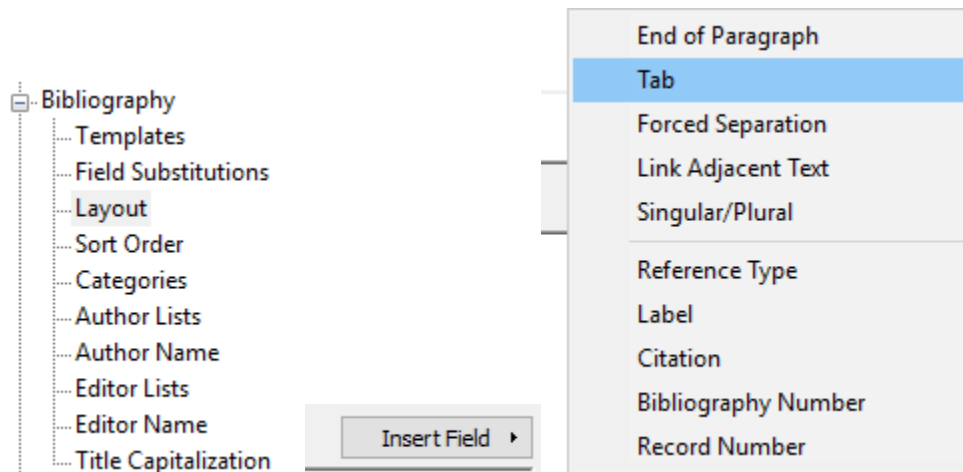 Bibliography
Templates
Field Substitutions
Layout
Sort Order
Categories
Author Lists
Author Name
Editor Lists
Editor Name
Title Capitalization
Insert Field
End of Paragraph
Tab
Forced Separation
Link Adjacent Text
Singular/Plural
Reference Type
Label
Citation
Bibliography Number
Record Number